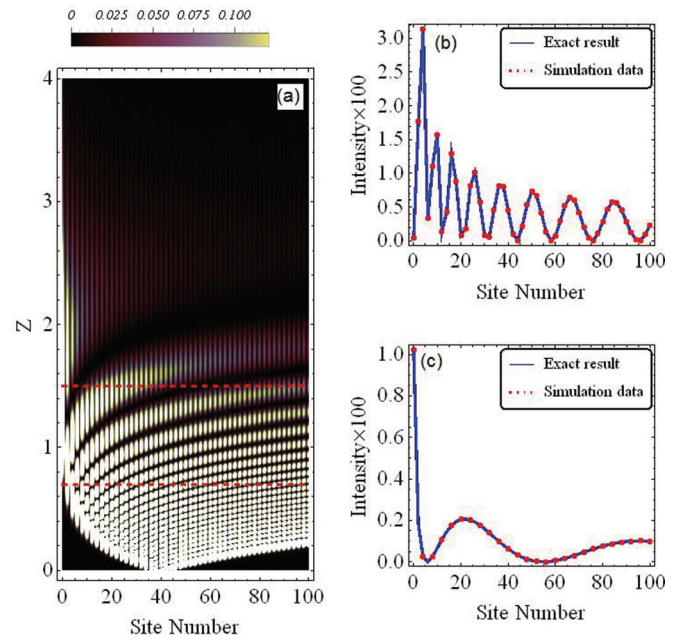 0 0.025 0.050 0.075 0.100
(a)
4
3
2
1
0
Z
0 20 40 60 80 100
Site Number
(b)
Exact result
Simulation data
3.0
2.5
2.0
1.5
1.0
0.5
0.0
Intensity×100
0 20 40 60 80 100
Site Number
(c)
Exact result
Simulation data
1.0
0.8
0.6
0.4
0.2
0.0
Intensity×100
0 20 40 60 80 100
Site Number